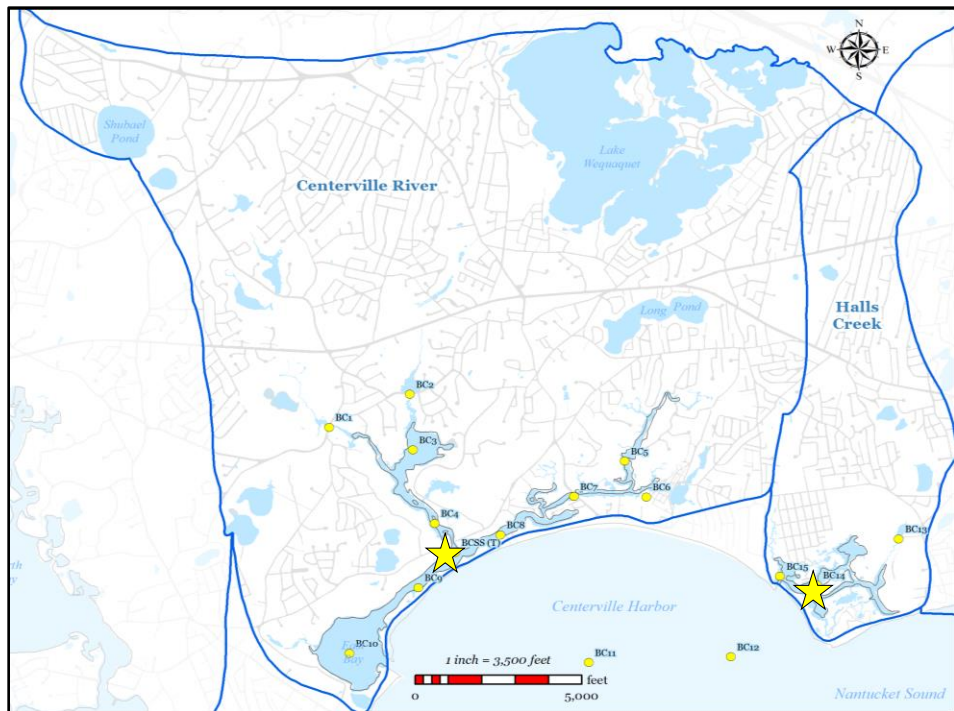 N
W
E
S
Shubael
Pond
Lake
Wequaquet
Centerville River
Long Pond
Halls
Creek
BC2
BC1
BC3
BC5
BC7
BC6
BC4
BC8
BC13
BCSS (T)
BC15
BC14
BC9
Centerville Harbor
BC10
Bay
BC11
BC12
1 inch = 3,500 feet
feet
0
5,000
Nantucket Sound